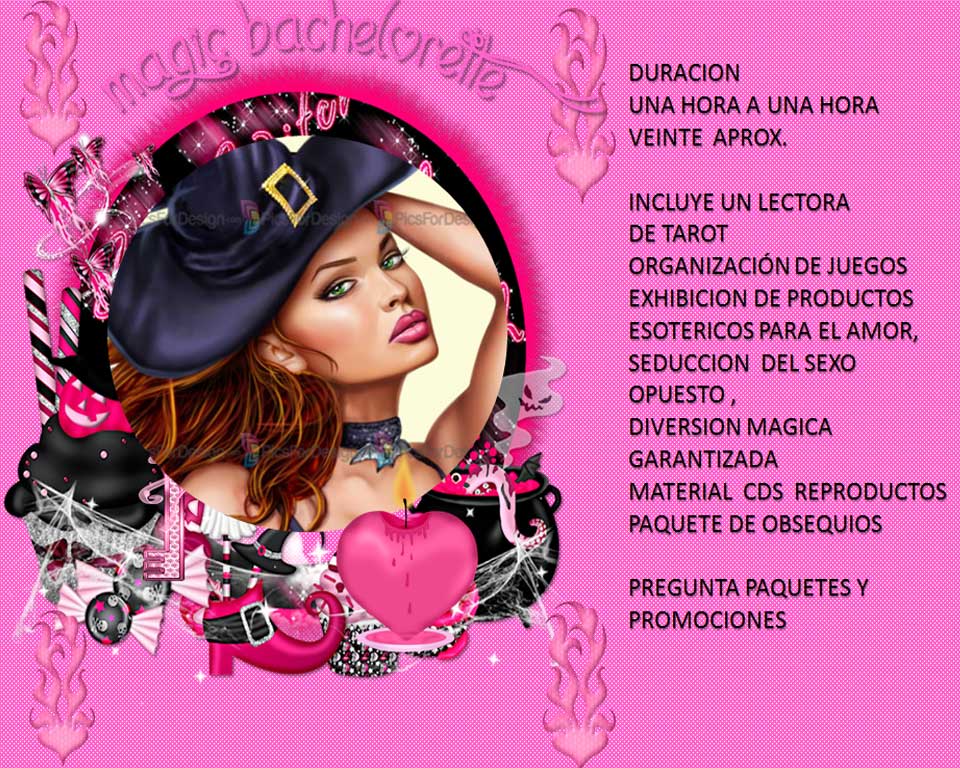 magic bachelorette
DURACION
UNA HORA A UNA HORA
VEINTE APROX.
INCLUYE UN LECTORA
DE TAROT
ORGANIZACIÓN DE JUEGOS
EXHIBICION DE PRODUCTOS
ESOTERICOS PARA EL AMOR,
SEDUCCION DEL SEXO
OPUESTO ,
DIVERSION MAGICA
GARANTIZADA
MATERIAL CDS REPRODUCTOS
PAQUETE DE OBSEQUIOS
PREGUNTA PAQUETES Y
PROMOCIONES
PicsForDesign